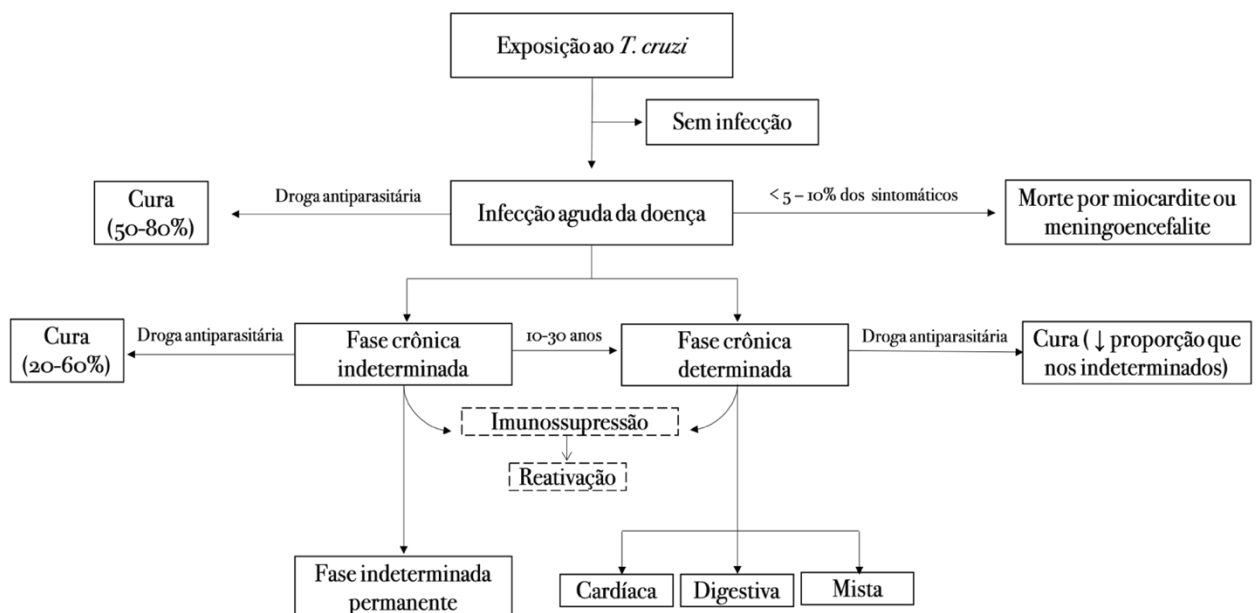 Exposição ao T. cruzi
Sem infecção
Cura
(50-80%)
Droga antiparasitária
Infecção aguda da doença
< 5 – 10% dos sintomáticos
Morte por miocardite ou
meningoencefalite
Cura
(20-60%)
Droga antiparasitária
Fase crônica
indeterminada
10-30 anos
Fase crônica
determinada
Droga antiparasitária
Cura ( ↓ proporção que
nos indeterminados)
Imunossupressão
Reativação
Fase indeterminada
permanente
Cardíaca
Digestiva
Mista